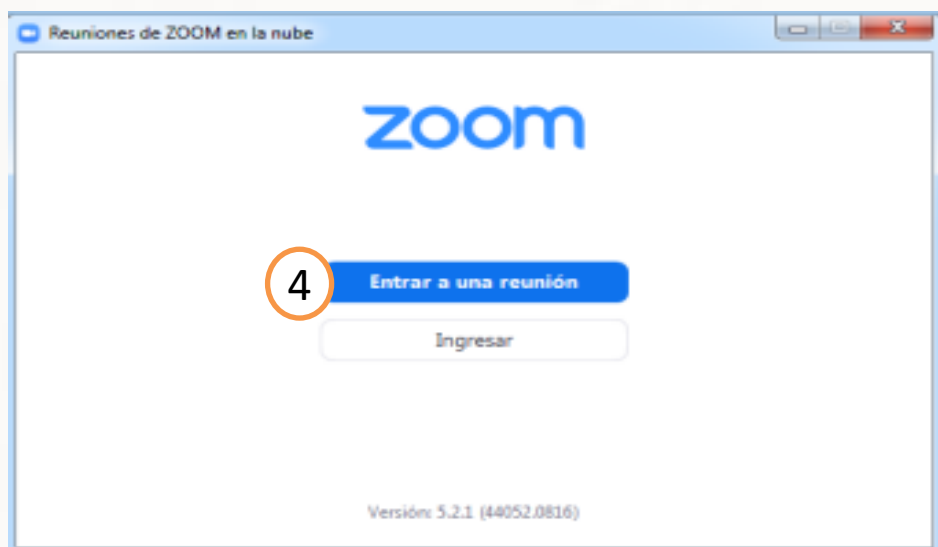 Reuniones de ZOOM en la nube
zoom
4
Entrar a una reunión
Ingresar
Versión: 5.2.1 (44052.0816)